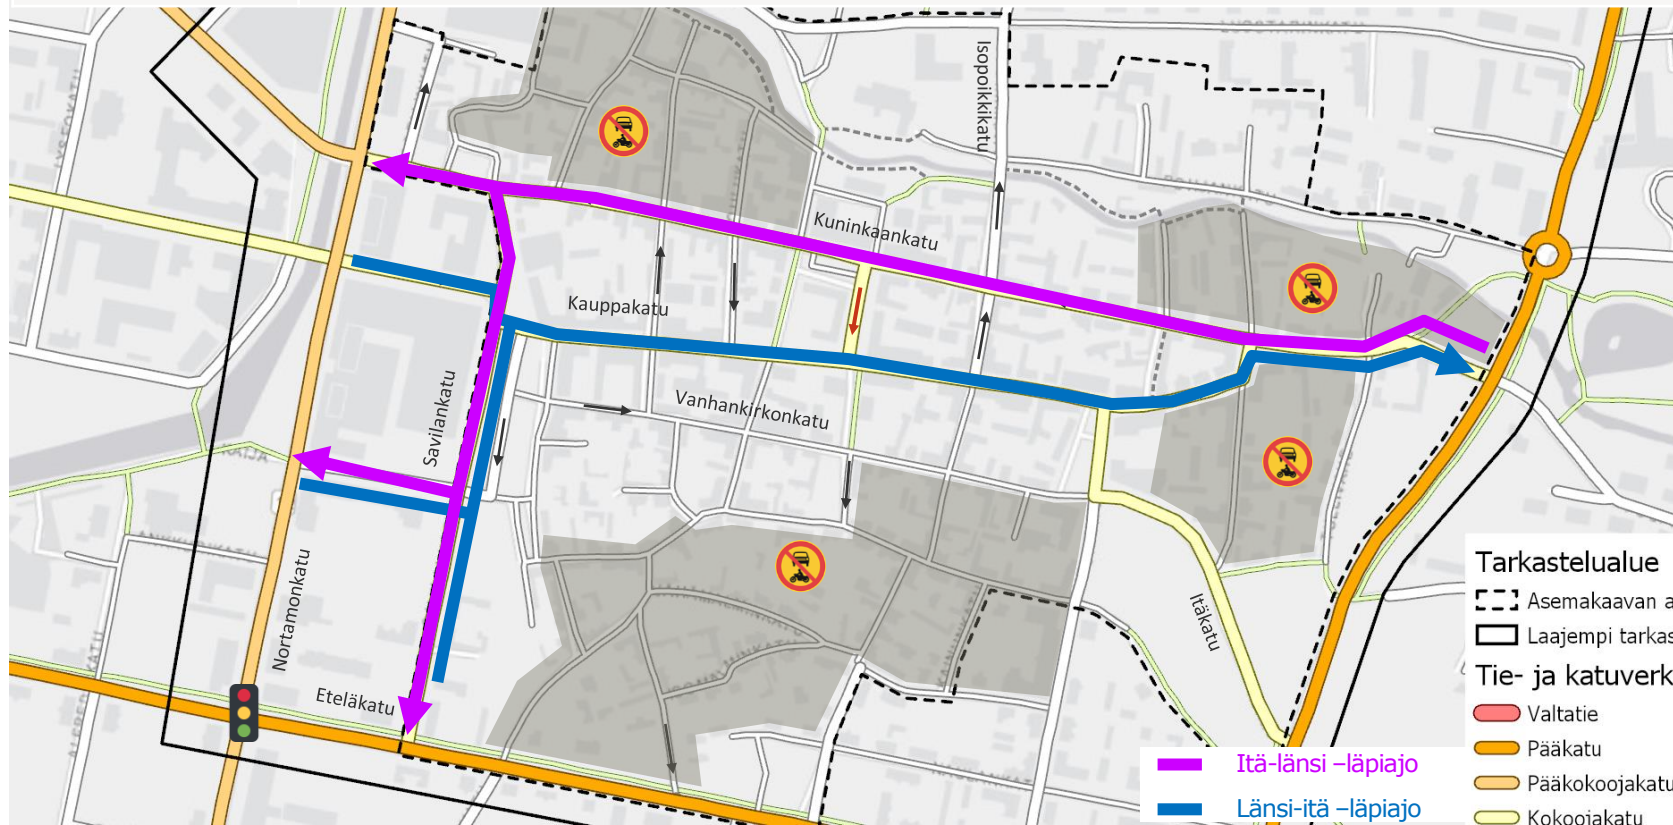 Isopoikkikatu
Kuninkaankatu
Kauppakatu
Vanhankirkonkatu
Savilankatu
Nortamonkatu
Eteläkatu
Itäkatu
Tarkastelualue
Asemakaavan a
Laajempi tarkas
Tie- ja katuverk
Valtatie
Pääkatu
Pääkokoojakatu
Kokoojakatu
Itä-länsi –läpiajo
Länsi-itä –läpiajo